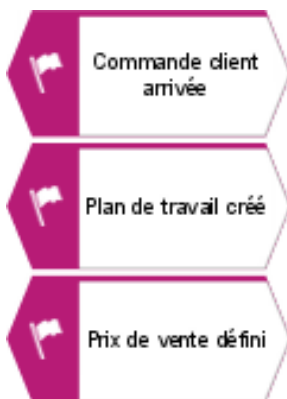 Commande client
arrivée
Plan de travail créé
Prix de vente défini